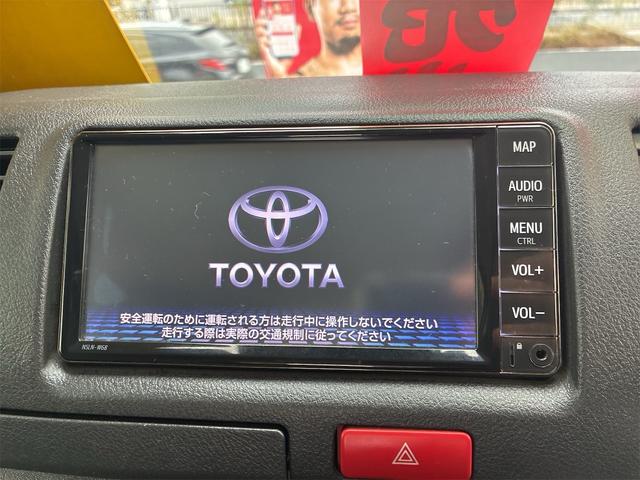 MAP
AUDIO
PWR
MENU
CTRL
VOL+
VOL-
TOYOTA
安全運転のために運転される方は走行中に操作しないでください
走行する際は実際の交通規制に従ってください
NSLN-W68